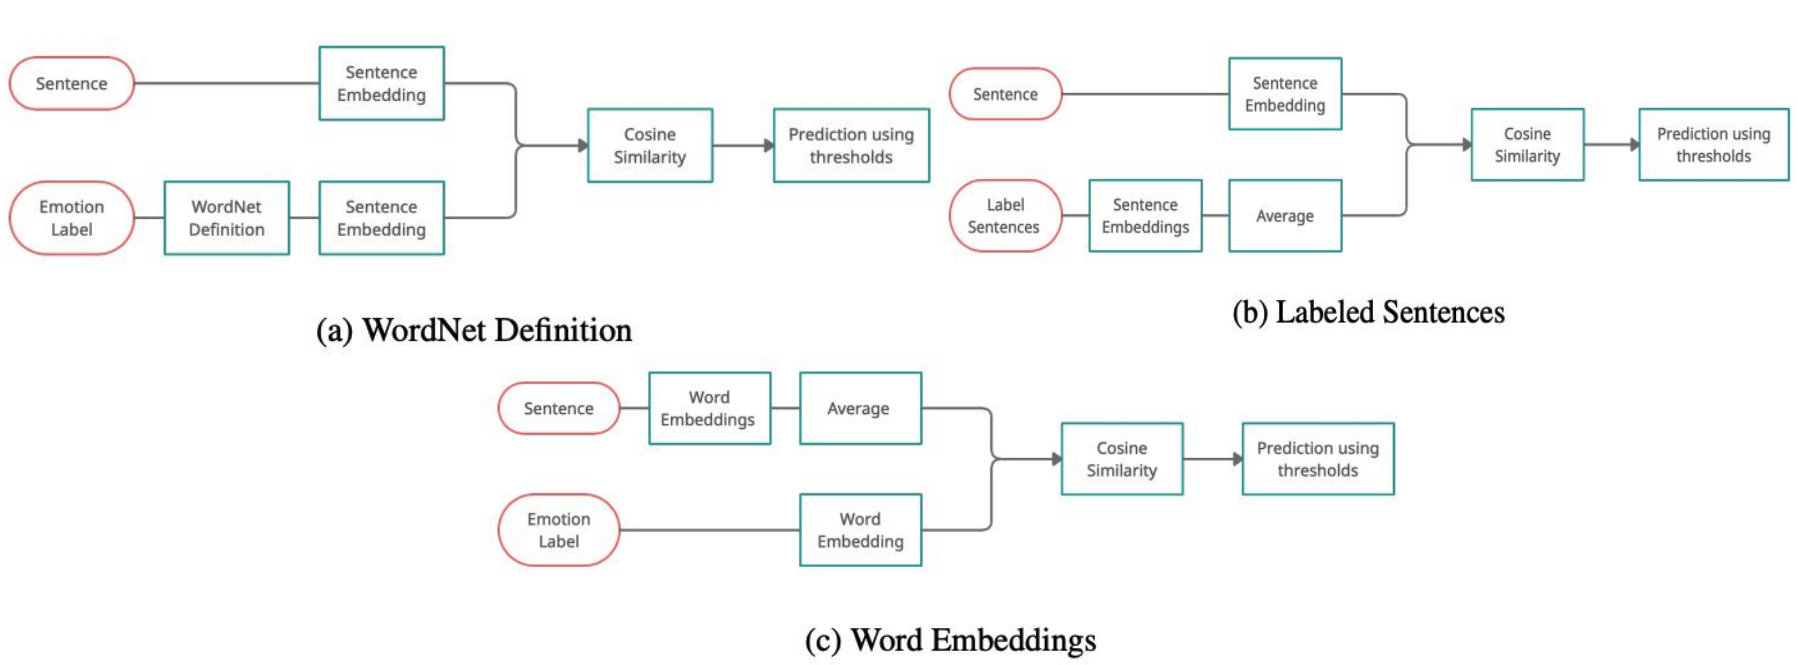 Sentence
Sentence
Embedding
Emotion
Label
WordNet
Definition
Sentence
Embedding
Cosine
Similarity
Prediction using
thresholds
(a) WordNet Definition
Sentence
Sentence
Embedding
Label
Sentences
Sentence
Embeddings
Average
Cosine
Similarity
Prediction using
thresholds
(b) Labeled Sentences
Sentence
Word
Embeddings
Average
Emotion
Label
Word
Embedding
Cosine
Similarity
Prediction using
thresholds
(c) Word Embeddings